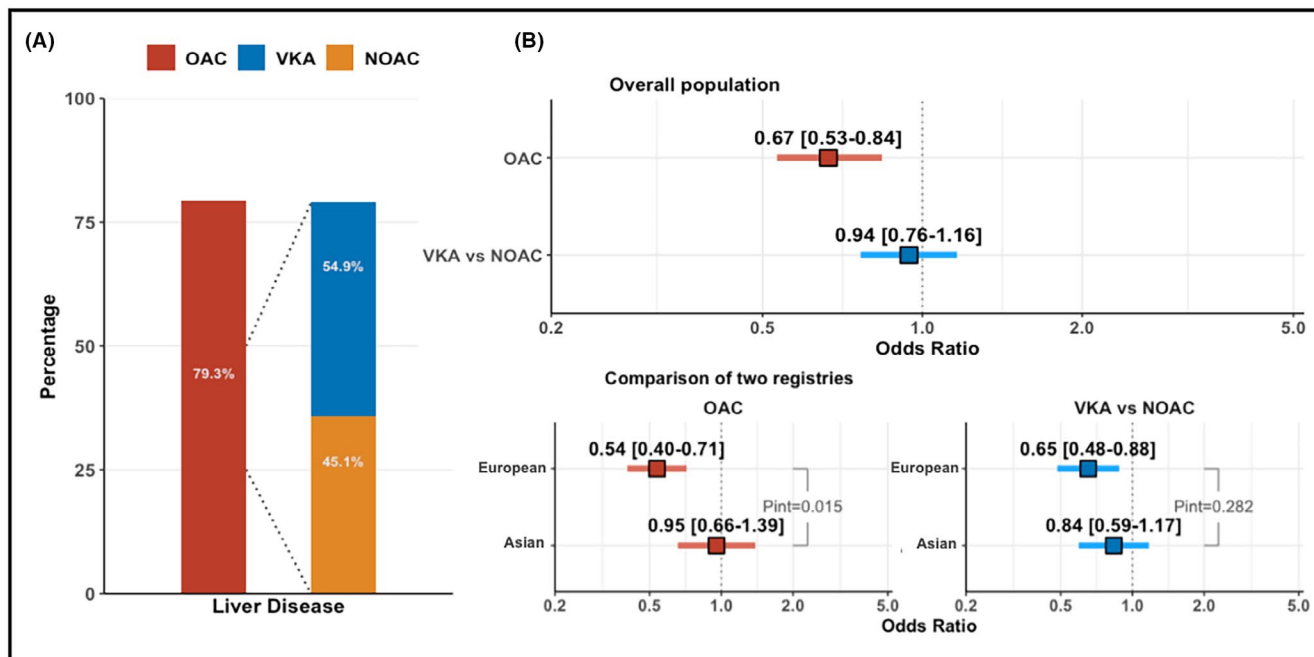 (A)
OAC VKA NOAC
Percentage
100
75
50
25
0
79.3%
54.9%
45.1%
Liver Disease
(B)
Overall population
0.67 [0.53-0.84]
OAC
0.94 [0.76-1.16]
VKA vs NOAC
0.2 0.5 1.0 2.0 5.0
Odds Ratio
Comparison of two registries
OAC
0.54 [0.40-0.71]
European
Pint=0.015
0.95 [0.66-1.39]
Asian
0.2 0.5 1.0 2.0 5.0
VKA vs NOAC
0.65 [0.48-0.88]
European
Pint=0.282
0.84 [0.59-1.17]
Asian
0.2 0.5 1.0 2.0 5.0
Odds Ratio